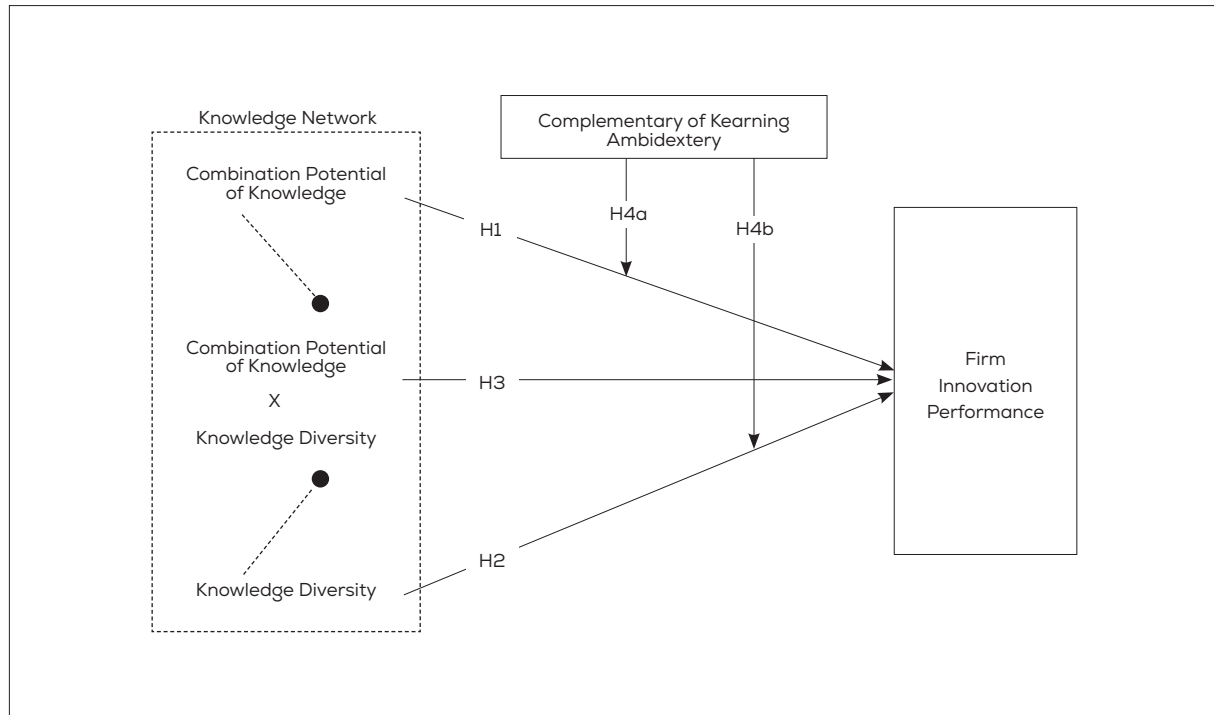 Knowledge Network
Combination Potential
of Knowledge
Combination Potential
of Knowledge
X
Knowledge Diversity
Knowledge Diversity
Complementary of Kearning
Ambidextery
H1
H4a
H4b
H3
H2
Firm
Innovation
Performance